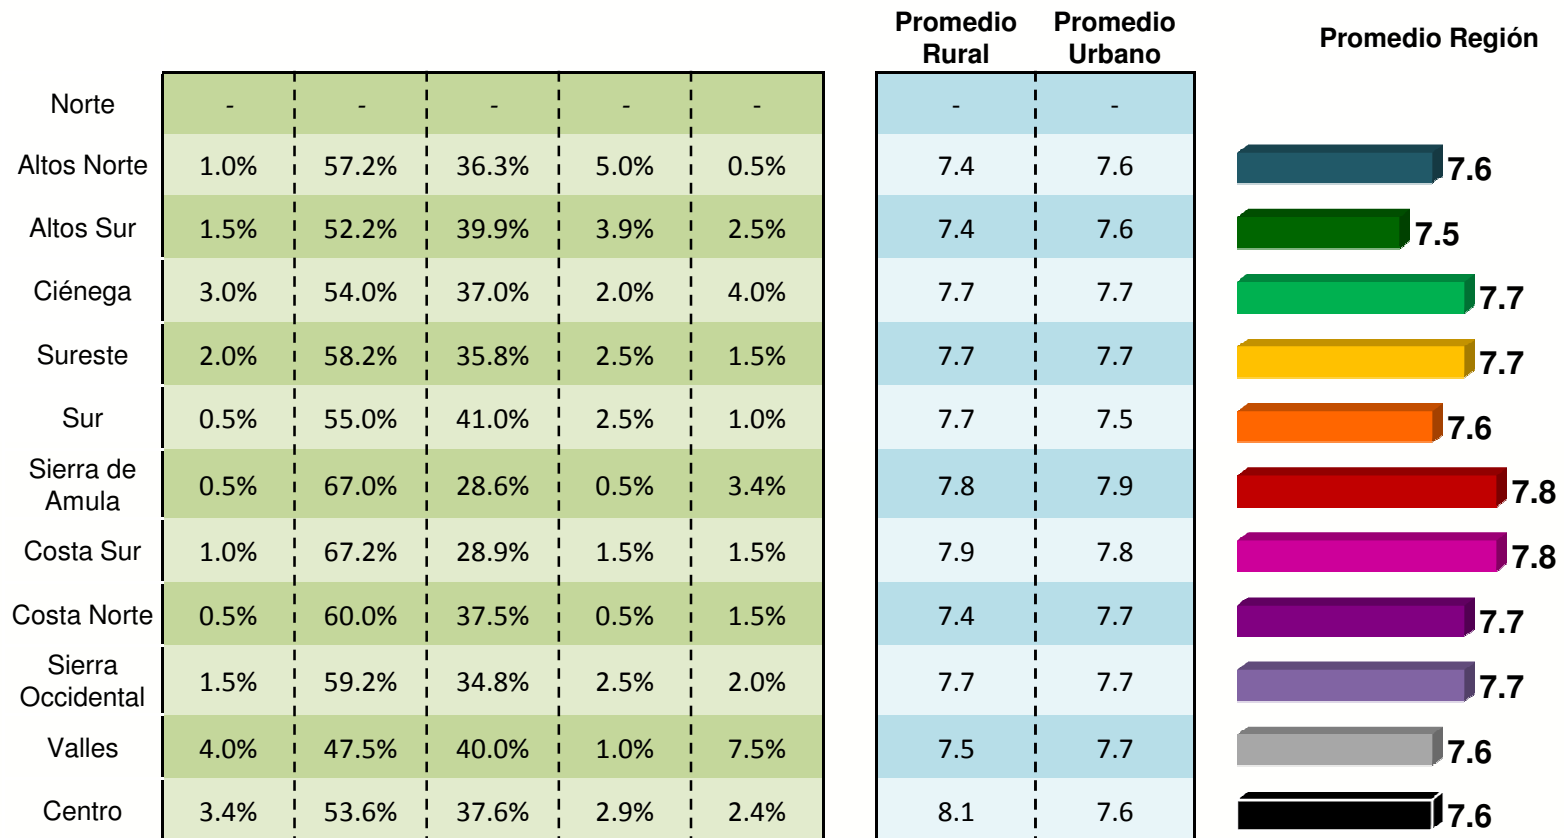 Promedio Rural Promedio Urbano Promedio Región
Norte - - - - - - -
Altos Norte 1.0% 57.2% 36.3% 5.0% 0.5% 7.4 7.6 7.6
Altos Sur 1.5% 52.2% 39.9% 3.9% 2.5% 7.4 7.6 7.5
Ciénega 3.0% 54.0% 37.0% 2.0% 4.0% 7.7 7.7 7.7
Sureste 2.0% 58.2% 35.8% 2.5% 1.5% 7.7 7.7 7.7
Sur 0.5% 55.0% 41.0% 2.5% 1.0% 7.7 7.5 7.6
Sierra de Amula 0.5% 67.0% 28.6% 0.5% 3.4% 7.8 7.9 7.8
Costa Sur 1.0% 67.2% 28.9% 1.5% 1.5% 7.9 7.8 7.8
Costa Norte 0.5% 60.0% 37.5% 0.5% 1.5% 7.4 7.7 7.7
Sierra Occidental 1.5% 59.2% 34.8% 2.5% 2.0% 7.7 7.7 7.7
Valles 4.0% 47.5% 40.0% 1.0% 7.5% 7.5 7.7 7.6
Centro 3.4% 53.6% 37.6% 2.9% 2.4% 8.1 7.6 7.6